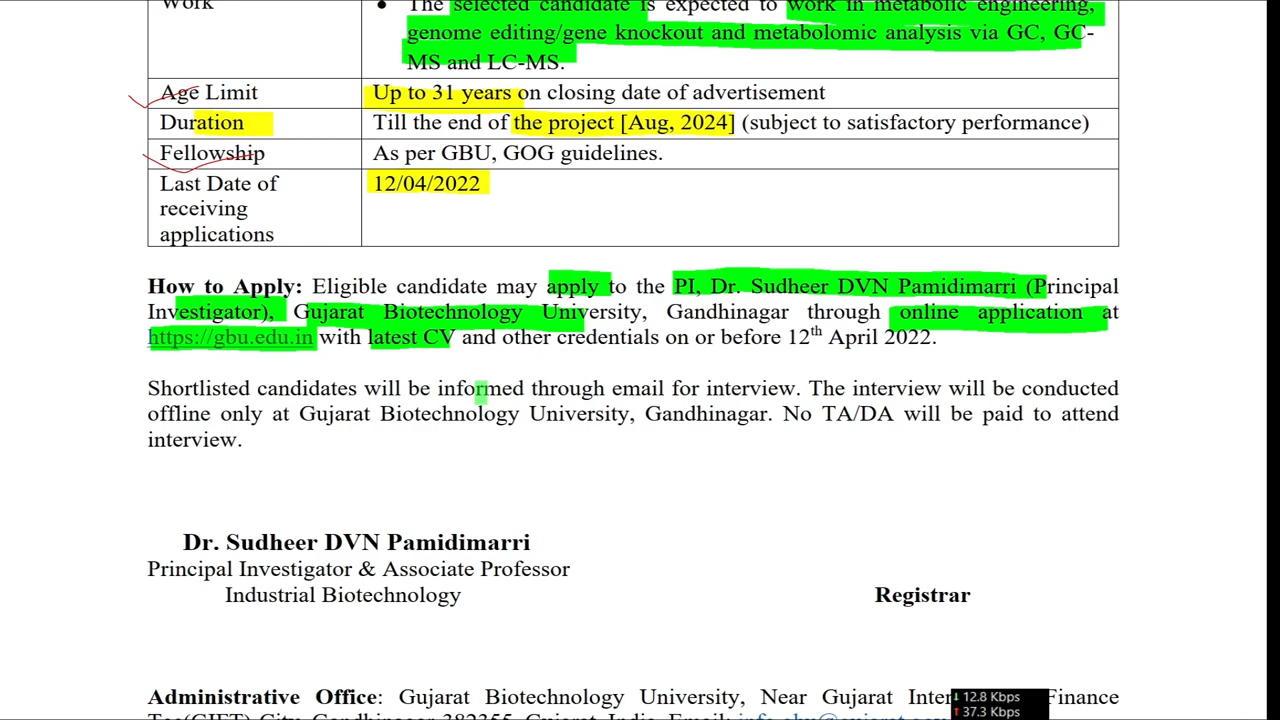 Work
• The selected candidate is expected to work in metabolic engineering,
genome editing/gene knockout and metabolomic analysis via GC, GC-
MS and LC-MS.
Age Limit
Up to 31 years on closing date of advertisement
Duration
Till the end of the project [Aug, 2024] (subject to satisfactory performance)
Fellowship
As per GBU, GOG guidelines.
Last Date of
receiving
applications
12/04/2022
How to Apply: Eligible candidate may apply to the PI, Dr. Sudheer DVN Pamidimarri (Principal
Investigator), Gujarat Biotechnology University, Gandhinagar through online application at
https://gbu.edu.in with latest CV and other credentials on or before 12th April 2022.
Shortlisted candidates will be informed through email for interview. The interview will be conducted
offline only at Gujarat Biotechnology University, Gandhinagar. No TA/DA will be paid to attend
interview.
Dr. Sudheer DVN Pamidimarri
Principal Investigator & Associate Professor
Industrial Biotechnology
Registrar
Administrative Office: Gujarat Biotechnology University, Near Gujarat Finance
City Gandhinagar 382355, Gujarat, India. Email:
↓ 12.8 Kbps
↑ 37.3 Kbps